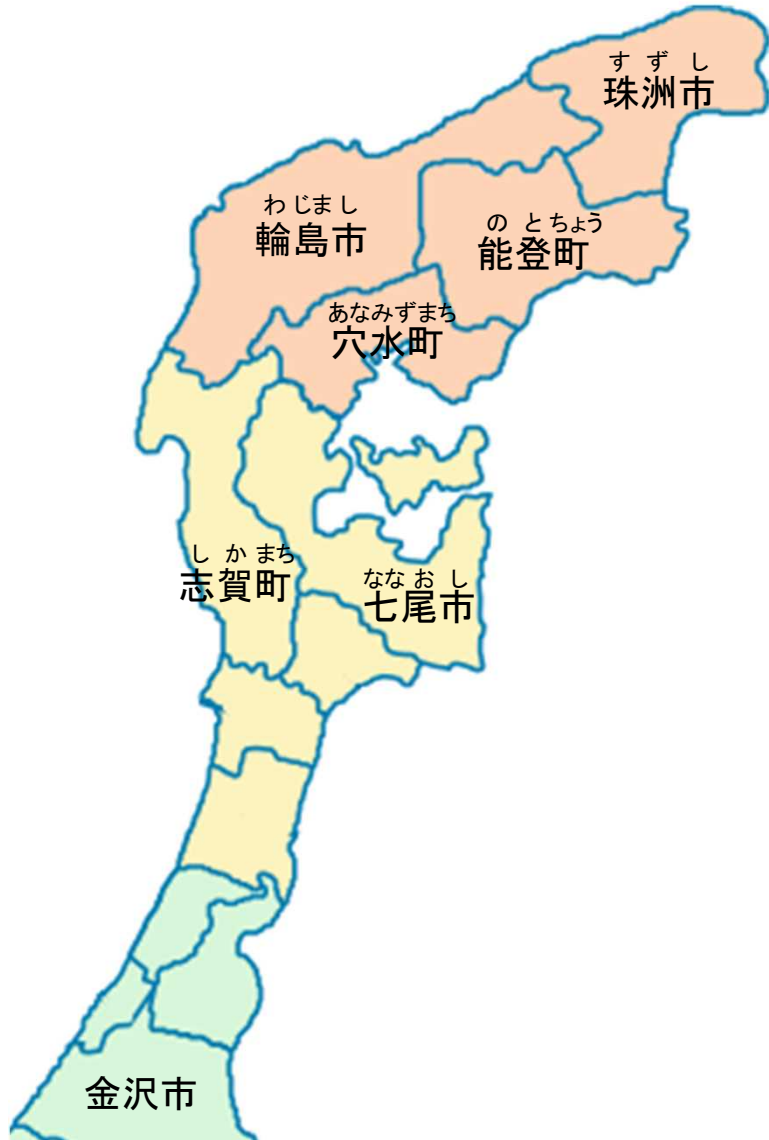 すずし
珠洲市
わじまし
輪島市
のとちょう
能登町
あなみずまち
穴水町
しかまち
志賀町
ななおし
七尾市
金沢市